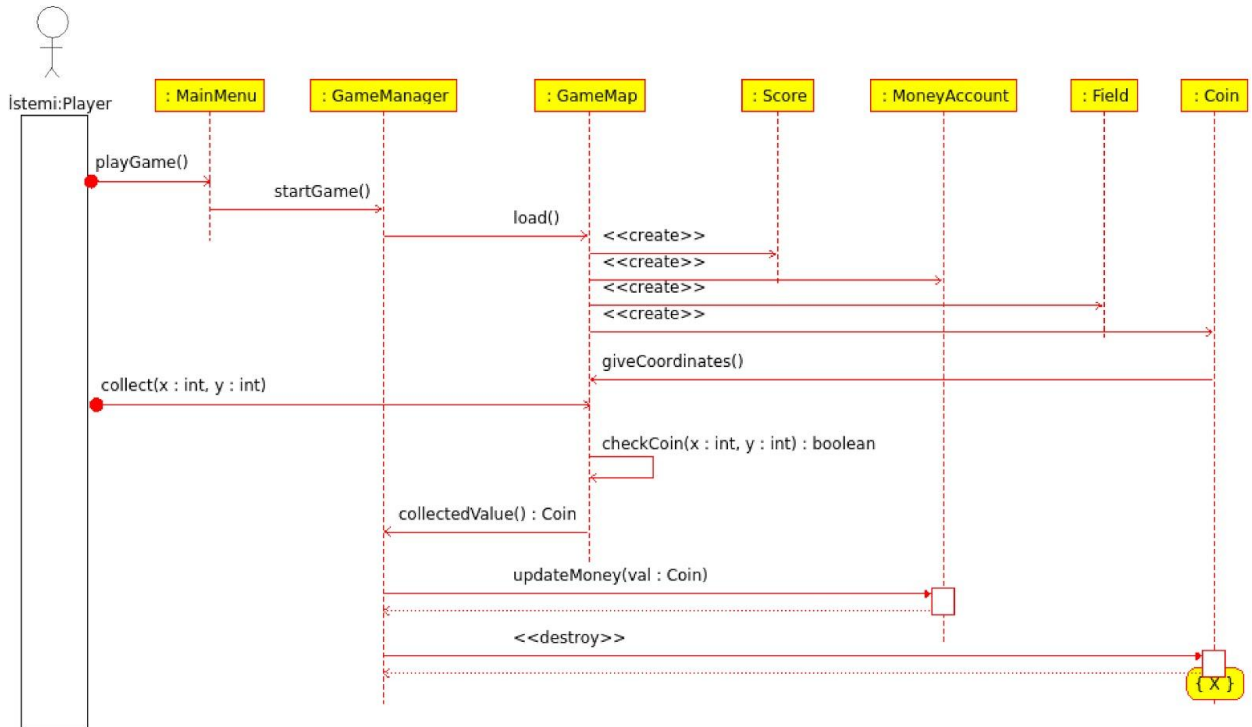 İstemi:Player
: MainMenu
: GameManager
: GameMap
: Score
: MoneyAccount
: Field
: Coin
playGame()
startGame()
load()
<<create>>
<<create>>
<<create>>
<<create>>
giveCoordinates()
collect(x : int, y : int)
checkCoin(x : int, y : int) : boolean
collectedValue() : Coin
updateMoney(val : Coin)
<<destroy>>
{ X }